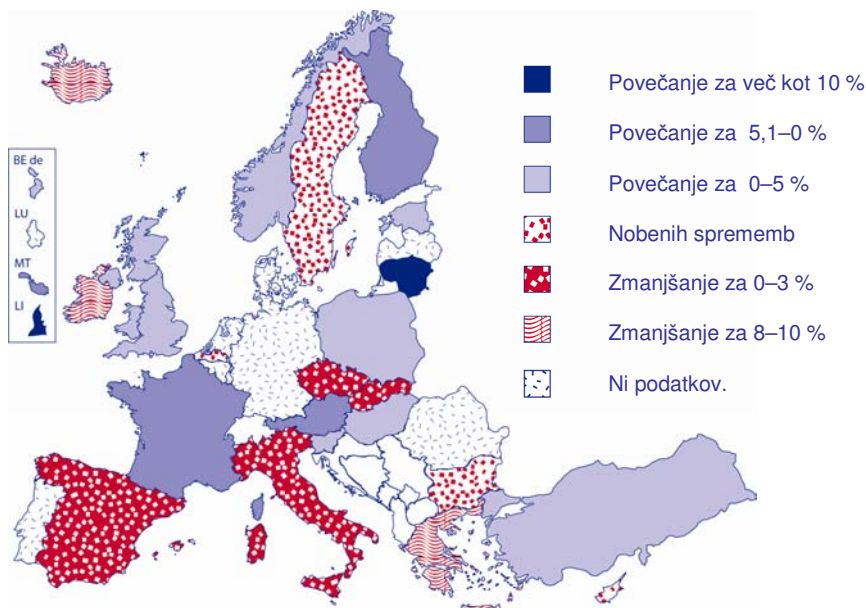 BE de
LU
MT
LI
Povečanje za več kot 10 %
Povečanje za 5,1–0 %
Povečanje za 0–5 %
Nobenih sprememb
Zmanjšanje za 0–3 %
Zmanjšanje za 8–10 %
Ni podatkov.